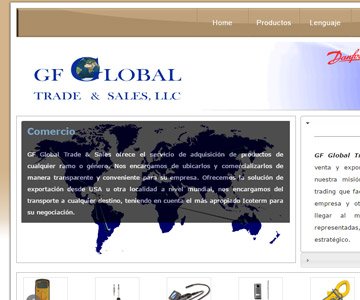 Home Productos Lenguaje
GF GLOBAL
TRADE & SALES, LLC
Danfo
Comercio
GF Global Trade & Sales ofrece el servicio de adquisición de productos de
cualquier ramo o género. Nos encargamos de ubicarlos y comercializarlos de
manera transparente y conveniente para su empresa. Ofrecemos la solución de
exportación desde USA u otra localidad a nivel mundial, nos encargamos del
transporte a cualquier destino, teniendo en cuenta el más apropiado Icoterm para
su negociación.
GF Global Tr
venta y expo
nuestra misió
trading que fac
empresa y ot
llegar al m
representadas,
estratégico.